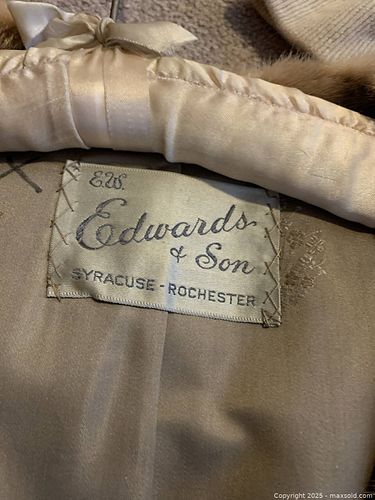 E.W.
Edwards
& Son
SYRACUSE - ROCHESTER
Copyright 2025 - maxsold.com